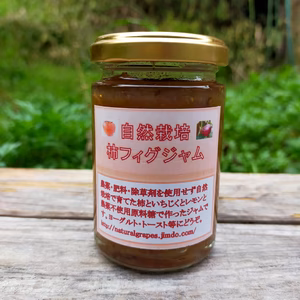 自然栽培
柿フィグジャム
農薬・肥料・除草剤を使用せず自然
栽培で育てた柿といちじくとレモンと
農薬不使用原料糖で作ったジャムで
す。ヨーグルト・トースト等にどうぞ。
http://naturalgrapes.jimdo.com/